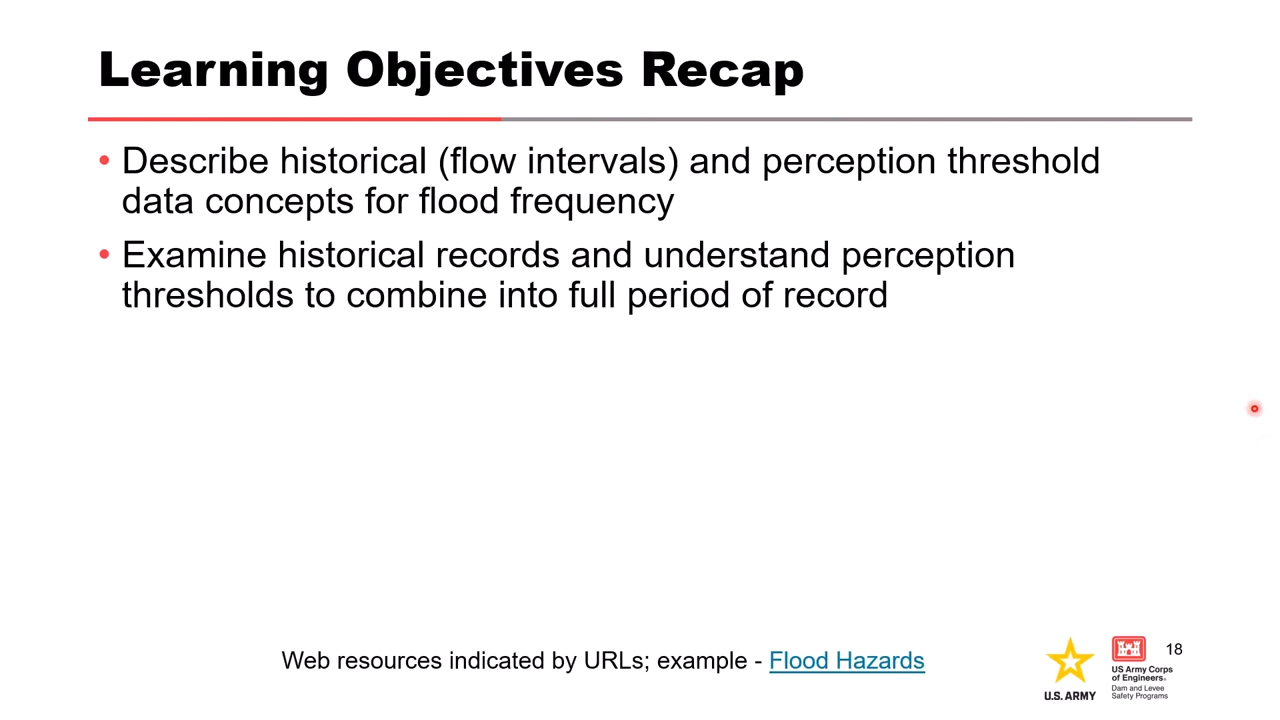 Learning Objectives Recap
• Describe historical (flow intervals) and perception threshold
data concepts for flood frequency
• Examine historical records and understand perception
thresholds to combine into full period of record
Web resources indicated by URLs; example - Flood Hazards
U.S. ARMY
US Army Corps
of Engineers®
Dam and Levee
Safety Programs
18